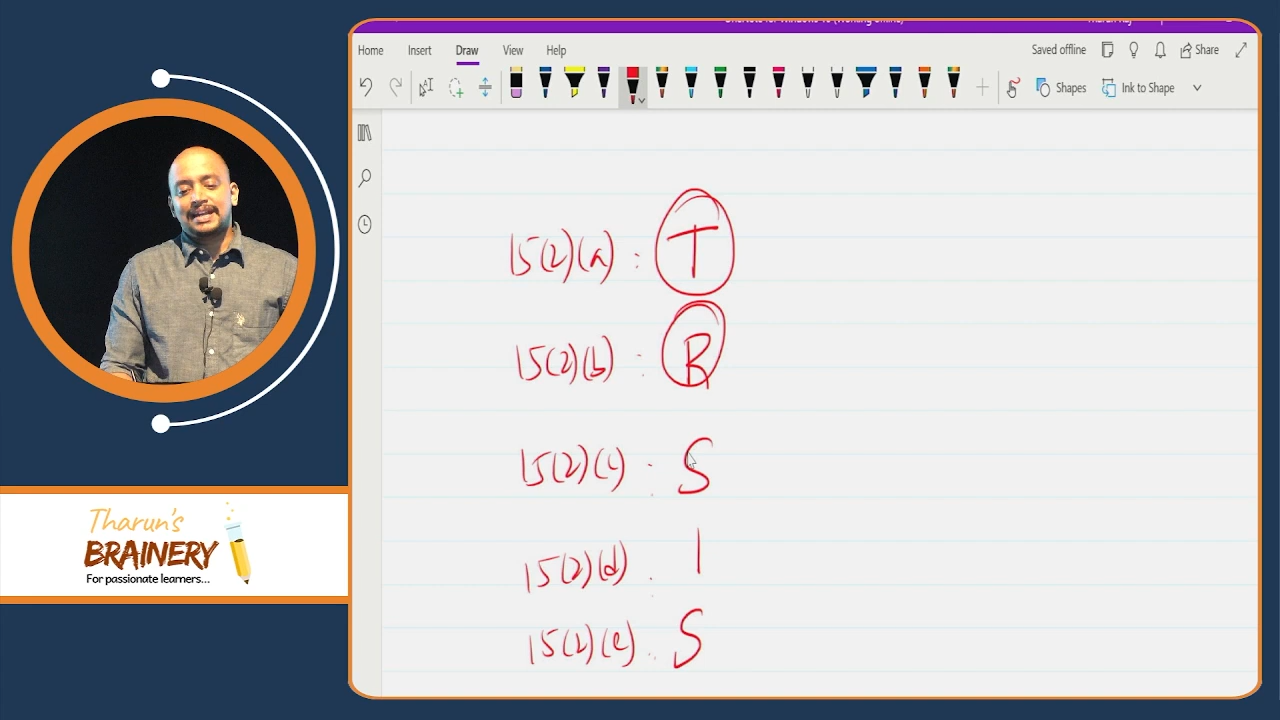 Home Insert Draw View Help Saved offline Share
Shapes Ink to Shape
15(2)(a) : T
15(2)(b) : R
15(2)(c) : S
15(2)(d) : I
15(2)(e) : S
Tharun's
BRAINERY
For passionate learners...